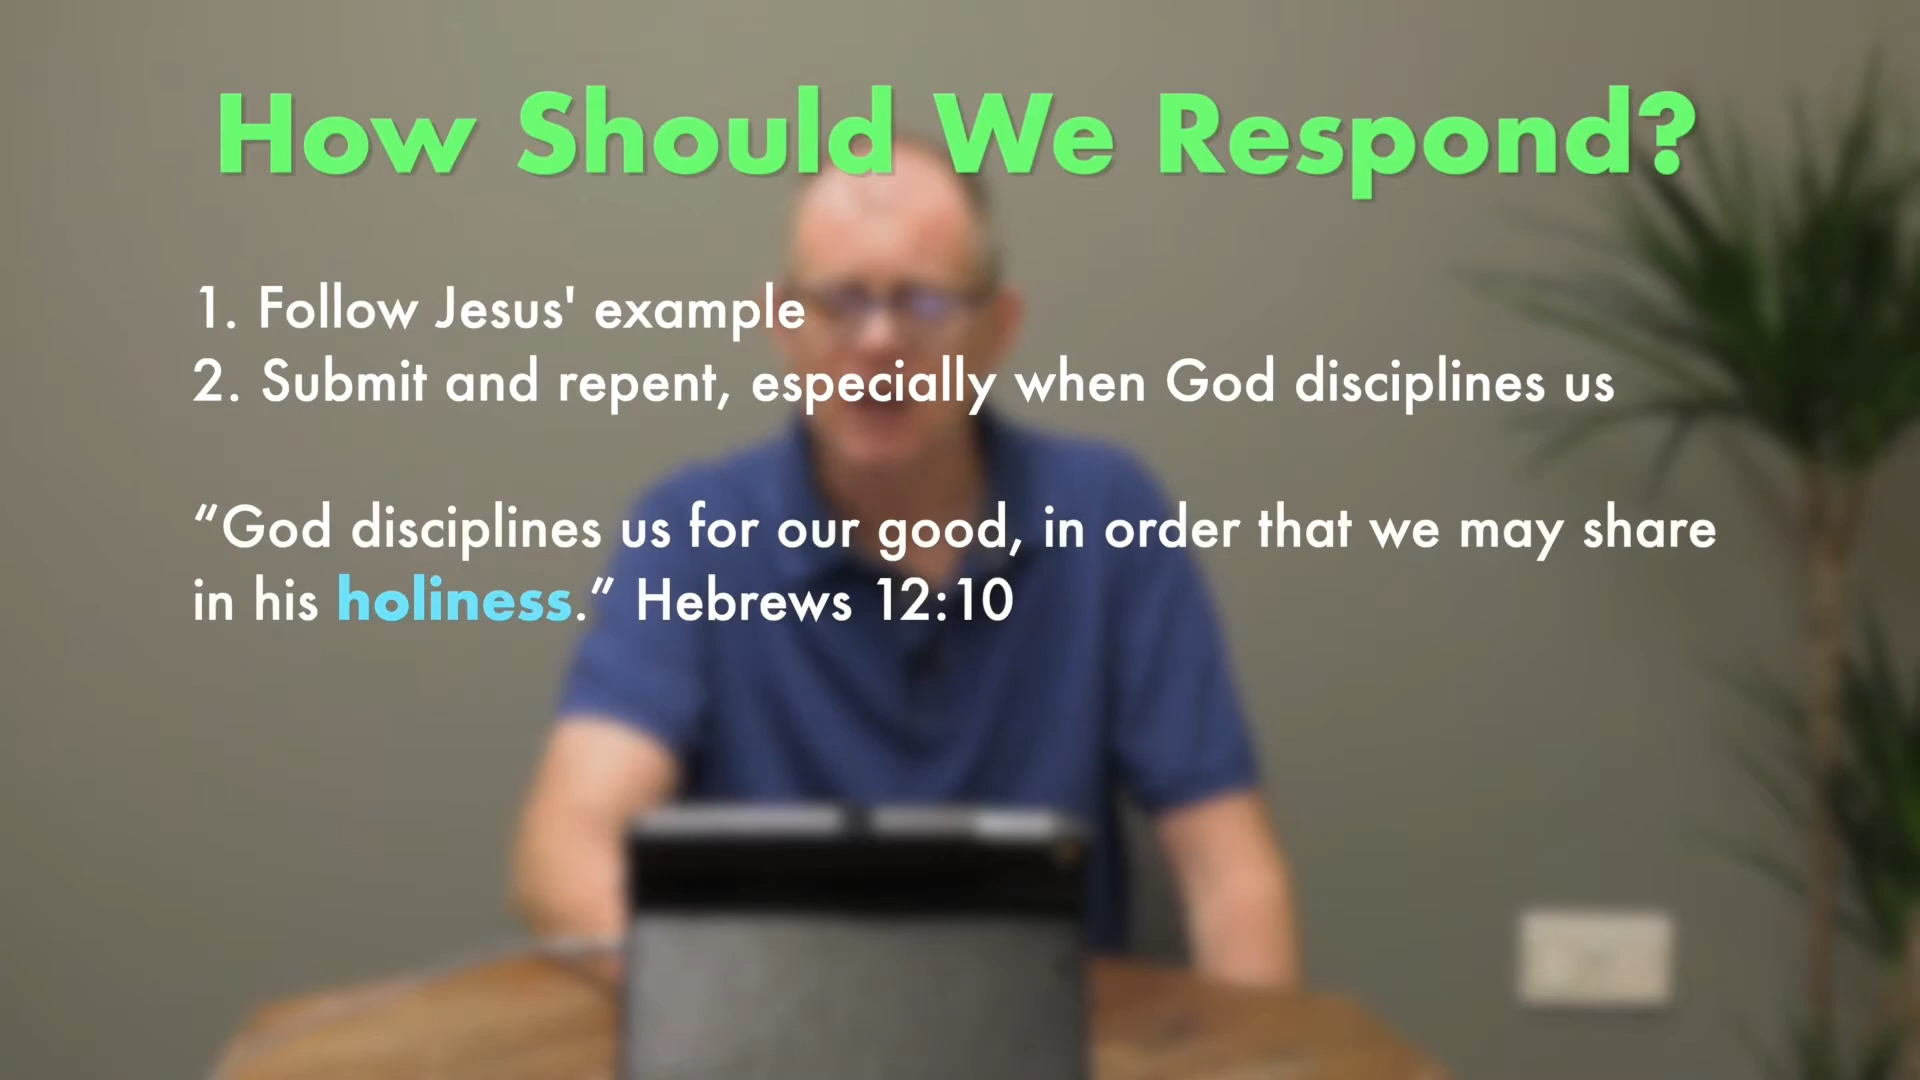 How Should We Respond?
1. Follow Jesus' example
2. Submit and repent, especially when God disciplines us
“God disciplines us for our good, in order that we may share
in his holiness.” Hebrews 12:10